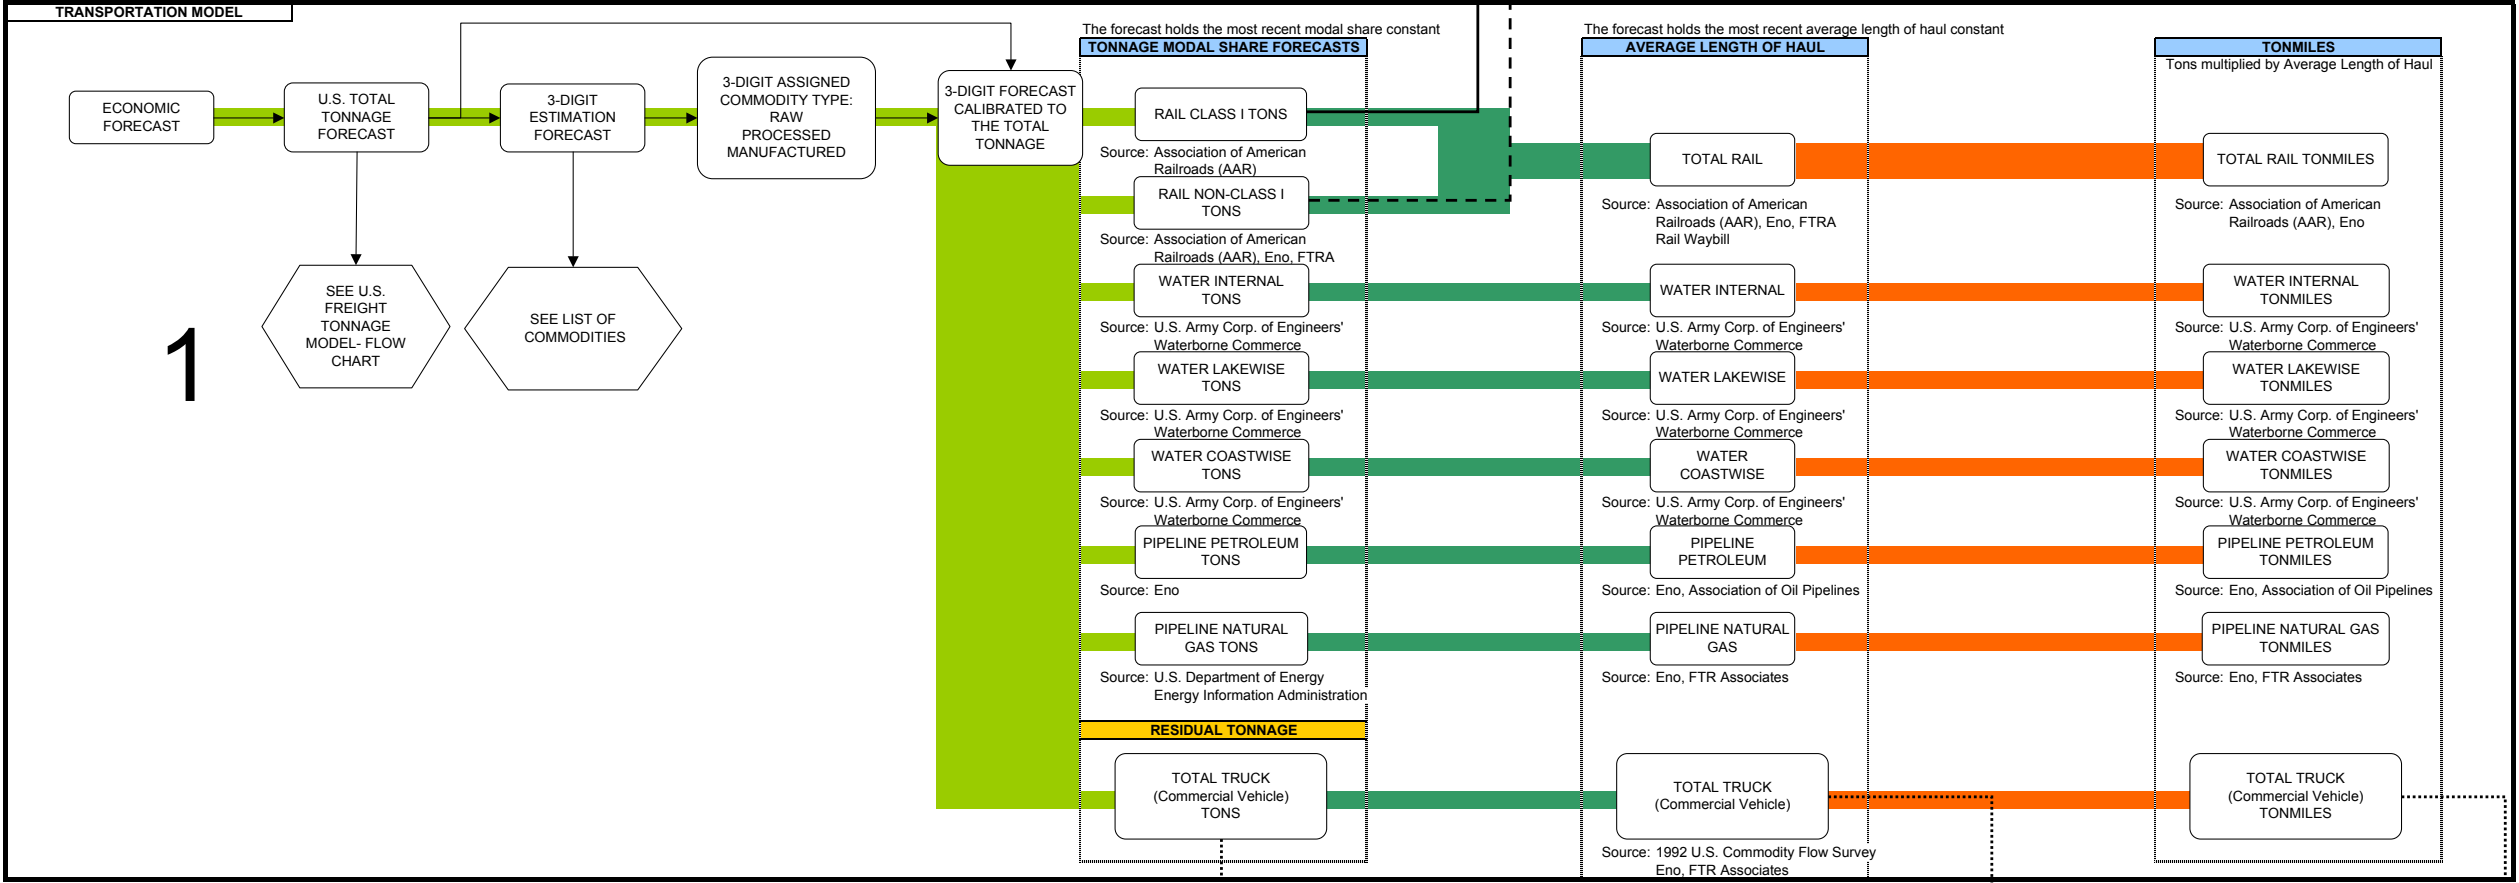 TRANSPORTATION MODEL
The forecast holds the most recent modal share constant
The forecast holds the most recent average length of haul constant
TONNAGE MODAL SHARE FORECASTS
AVERAGE LENGTH OF HAUL
TONMILES
Tons multiplied by Average Length of Haul
ECONOMIC
FORECAST
U.S. TOTAL
TONNAGE
FORECAST
3-DIGIT
ESTIMATION
FORECAST
3-DIGIT ASSIGNED
COMMODITY TYPE:
RAW
PROCESSED
MANUFACTURED
3-DIGIT FORECAST
CALIBRATED TO
THE TOTAL
TONNAGE
SEE U.S.
FREIGHT
TONNAGE
MODEL- FLOW
CHART
SEE LIST OF
COMMODITIES
1
RAIL CLASS I TONS
Source: Association of American
Railroads (AAR)
RAIL NON-CLASS I
TONS
Source: Association of American
Railroads (AAR), Eno, FTRA
TOTAL RAIL
Source: Association of American
Railroads (AAR), Eno, FTRA
Rail Waybill
TOTAL RAIL TONMILES
Source: Association of American
Railroads (AAR), Eno
WATER INTERNAL
TONS
Source: U.S. Army Corp. of Engineers'
Waterborne Commerce
WATER INTERNAL
Source: U.S. Army Corp. of Engineers'
Waterborne Commerce
WATER INTERNAL
TONMILES
Source: U.S. Army Corp. of Engineers'
Waterborne Commerce
WATER LAKEWISE
TONS
Source: U.S. Army Corp. of Engineers'
Waterborne Commerce
WATER LAKEWISE
Source: U.S. Army Corp. of Engineers'
Waterborne Commerce
WATER LAKEWISE
TONMILES
Source: U.S. Army Corp. of Engineers'
Waterborne Commerce
WATER COASTWISE
TONS
Source: U.S. Army Corp. of Engineers'
Waterborne Commerce
WATER
COASTWISE
Source: U.S. Army Corp. of Engineers'
Waterborne Commerce
WATER COASTWISE
TONMILES
Source: U.S. Army Corp. of Engineers'
Waterborne Commerce
PIPELINE PETROLEUM
TONS
Source: Eno
PIPELINE
PETROLEUM
Source: Eno, Association of Oil Pipelines
PIPELINE PETROLEUM
TONMILES
Source: Eno, Association of Oil Pipelines
PIPELINE NATURAL
GAS TONS
Source: U.S. Department of Energy
Energy Information Administration
PIPELINE NATURAL
GAS
Source: Eno, FTR Associates
PIPELINE NATURAL GAS
TONMILES
Source: Eno, FTR Associates
RESIDUAL TONNAGE
TOTAL TRUCK
(Commercial Vehicle)
TONS
TOTAL TRUCK
(Commercial Vehicle)
Source: 1992 U.S. Commodity Flow Survey
Eno, FTR Associates
TOTAL TRUCK
(Commercial Vehicle)
TONMILES